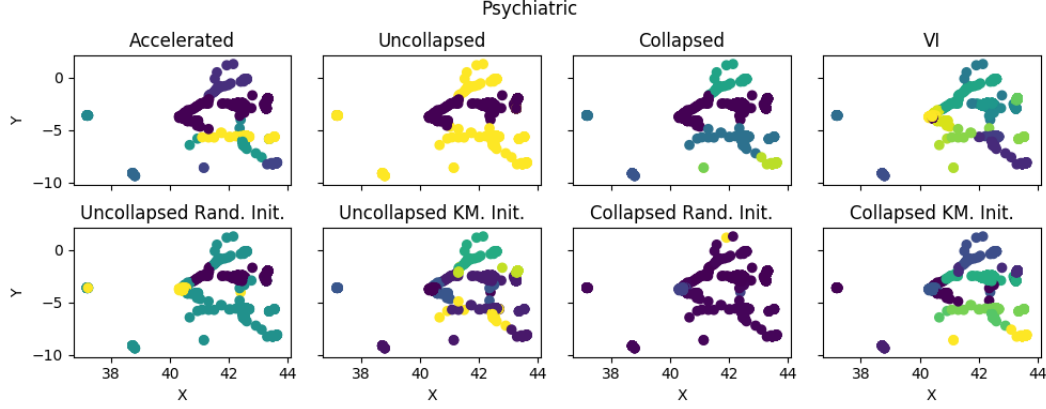 Psychiatric
Accelerated
Uncollapsed
Collapsed
VI
Y
0
−5
−10
Uncollapsed Rand. Init.
Uncollapsed KM. Init.
Collapsed Rand. Init.
Collapsed KM. Init.
Y
0
−5
−10
38 40 42 44
38 40 42 44
38 40 42 44
38 40 42 44
X
X
X
X